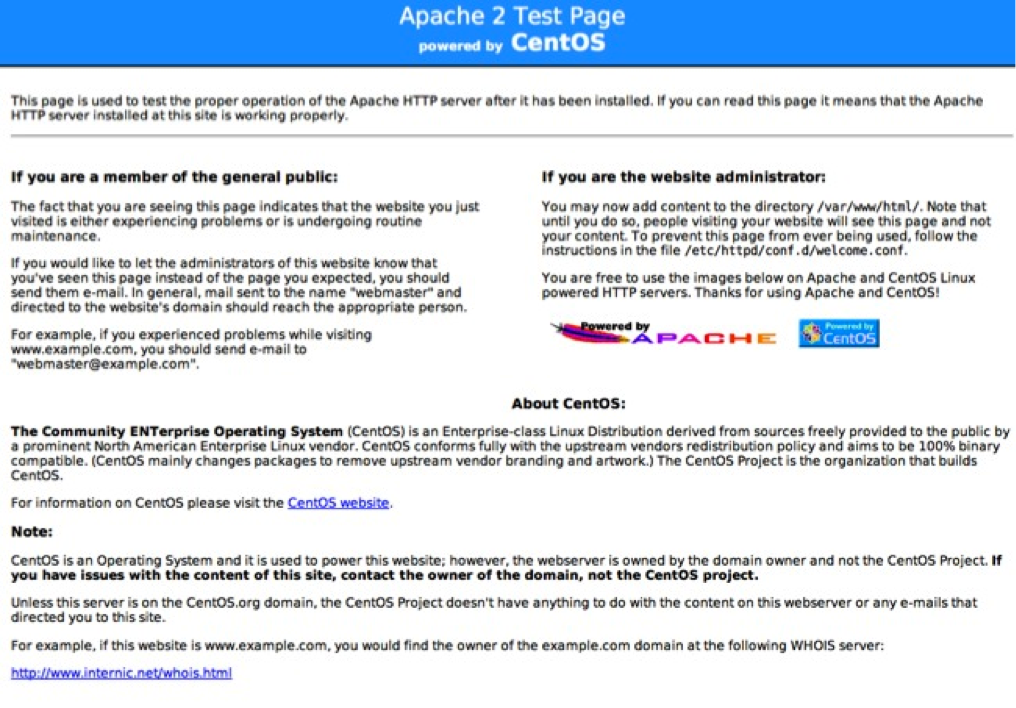 Apache 2 Test Page
powered by CentOS
This page is used to test the proper operation of the Apache HTTP server after it has been installed. If you can read this page it means that the Apache
HTTP server installed at this site is working properly.
If you are a member of the general public:
The fact that you are seeing this page indicates that the website you just
visited is either experiencing problems or is undergoing routine
maintenance.
If you would like to let the administrators of this website know that
you've seen this page instead of the page you expected, you should
send them e-mail. In general, mail sent to the name "webmaster" and
directed to the website's domain should reach the appropriate person.
For example, if you experienced problems while visiting
www.example.com, you should send e-mail to
"webmaster@example.com".
If you are the website administrator:
You may now add content to the directory /var/www/html/. Note that
until you do so, people visiting your website will see this page and not
your content. To prevent this page from ever being used, follow the
instructions in the file /etc/httpd/conf.d/welcome.conf.
You are free to use the images below on Apache and CentOS Linux
powered HTTP servers. Thanks for using Apache and CentOS!
Powered by
APACHE
Powered by
CentOS
About CentOS:
The Community ENTerprise Operating System (CentOS) is an Enterprise-class Linux Distribution derived from sources freely provided to the public by
a prominent North American Enterprise Linux vendor. CentOS conforms fully with the upstream vendors redistribution policy and aims to be 100% binary
compatible. (CentOS mainly changes packages to remove upstream vendor branding and artwork.) The CentOS Project is the organization that builds
CentOS.
For information on CentOS please visit the CentOS website.
Note:
CentOS is an Operating System and it is used to power this website; however, the webserver is owned by the domain owner and not the CentOS Project. If
you have issues with the content of this site, contact the owner of the domain, not the CentOS project.
Unless this server is on the CentOS.org domain, the CentOS Project doesn't have anything to do with the content on this webserver or any e-mails that
directed you to this site.
For example, if this website is www.example.com, you would find the owner of the example.com domain at the following WHOIS server:
http://www.internic.net/whois.html